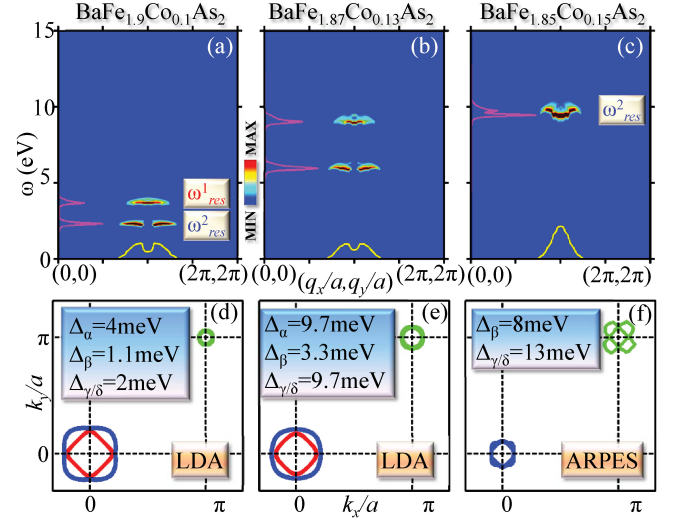 BaFe1.9Co0.1As2 BaFe1.87Co0.13As2 BaFe1.85Co0.15As2
(a) (b) (c)
15
10
5
0
ω (eV)
MIN MAX
ω¹res
ω²res
ω²res
(0,0) (2π,2π) (0,0) (qx/a,qy/a) (2π,2π) (0,0) (2π,2π)
(d) (e) (f)
Δα=4meV
Δβ=1.1meV
Δγ/δ=2meV
Δα=9.7meV
Δβ=3.3meV
Δγ/δ=9.7meV
Δβ=8meV
Δγ/δ=13meV
π
ky/a
0
LDA LDA ARPES
0 π 0 kx/a π 0 π